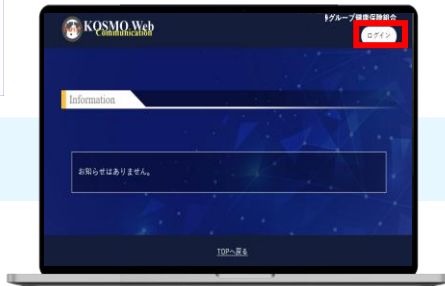 KOSMO Web
Communication
グループ健康保険組合
ログイン
Information
お知らせはありません。
TOPへ戻る